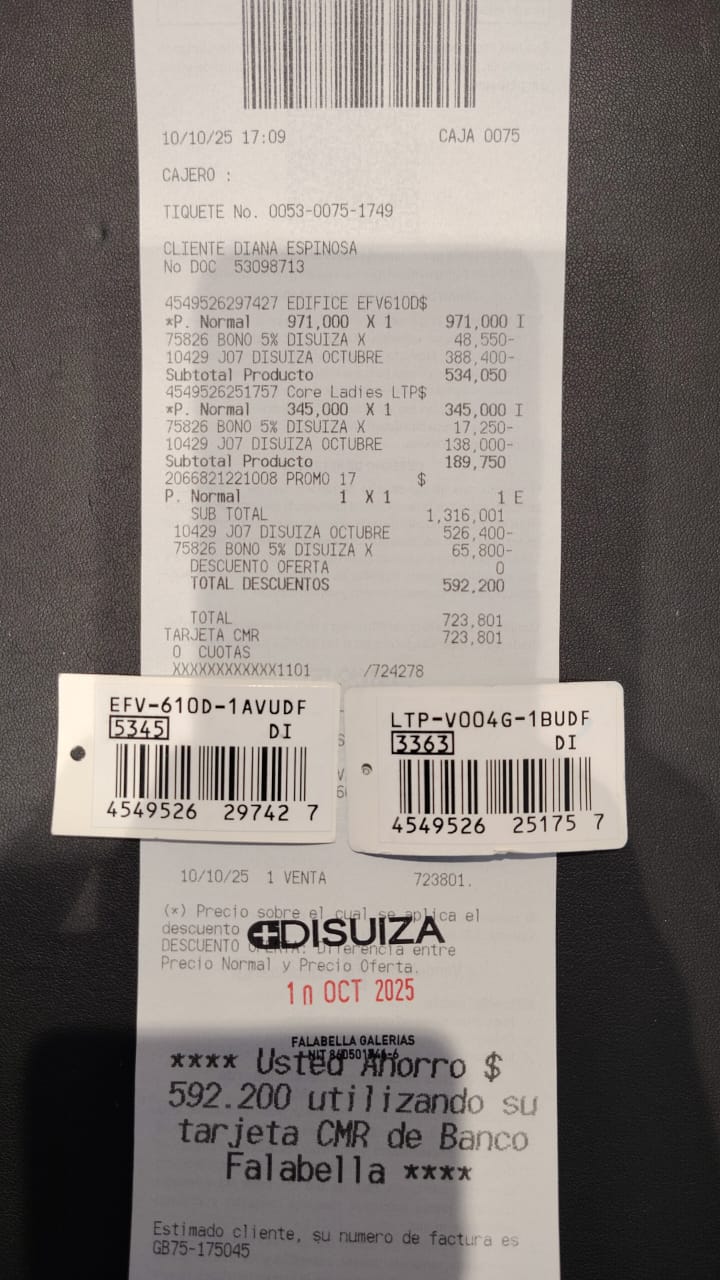 10/10/25 17:09 CAJA 0075
CAJERO :
TIQUETE No. 0053-0075-1749
CLIENTE DIANA ESPINOSA
No DOC 53098713
4549526297427 EDIFICE EFV610D$
*P. Normal 971,000 X 1 971,000 I
75826 BONO 5% DISUIZA X 48,550-
10429 J07 DISUIZA OCTUBRE 388,400-
Subtotal Producto 534,050
4549526251757 Core Ladies LTP$
*P. Normal 345,000 X 1 345,000 I
75826 BONO 5% DISUIZA X 17,250-
10429 J07 DISUIZA OCTUBRE 138,000-
Subtotal Producto 189,750
2066821221008 PROMO 17 $
P. Normal 1 X 1 1 E
SUB TOTAL 1,316,001
10429 J07 DISUIZA OCTUBRE 526,400-
75826 BONO 5% DISUIZA X 65,800-
DESCUENTO OFERTA 0
TOTAL DESCUENTOS 592,200
TOTAL 723,801
TARJETA CMR 723,801
0 CUOTAS
XXXXXXXXXXXX1101 /724278
EFV-610D-1AVUDF
5345 DI
4549526 29742 7
LTP-V004G-1BUDF
3363 DI
4549526 25175 7
10/10/25 1 VENTA 723801.
(*) Precio sobre el cual se aplica el
descuento
DISUIZA
DESCUENTO OFERTA: Diferencia entre
Precio Normal y Precio Oferta.
10 OCT 2025
FALABELLA GALERIAS
**** Usted Ahorro $
592.200 utilizando su
tarjeta CMR de Banco
Falabella ****
Estimado cliente, su numero de factura es
GB75-175045